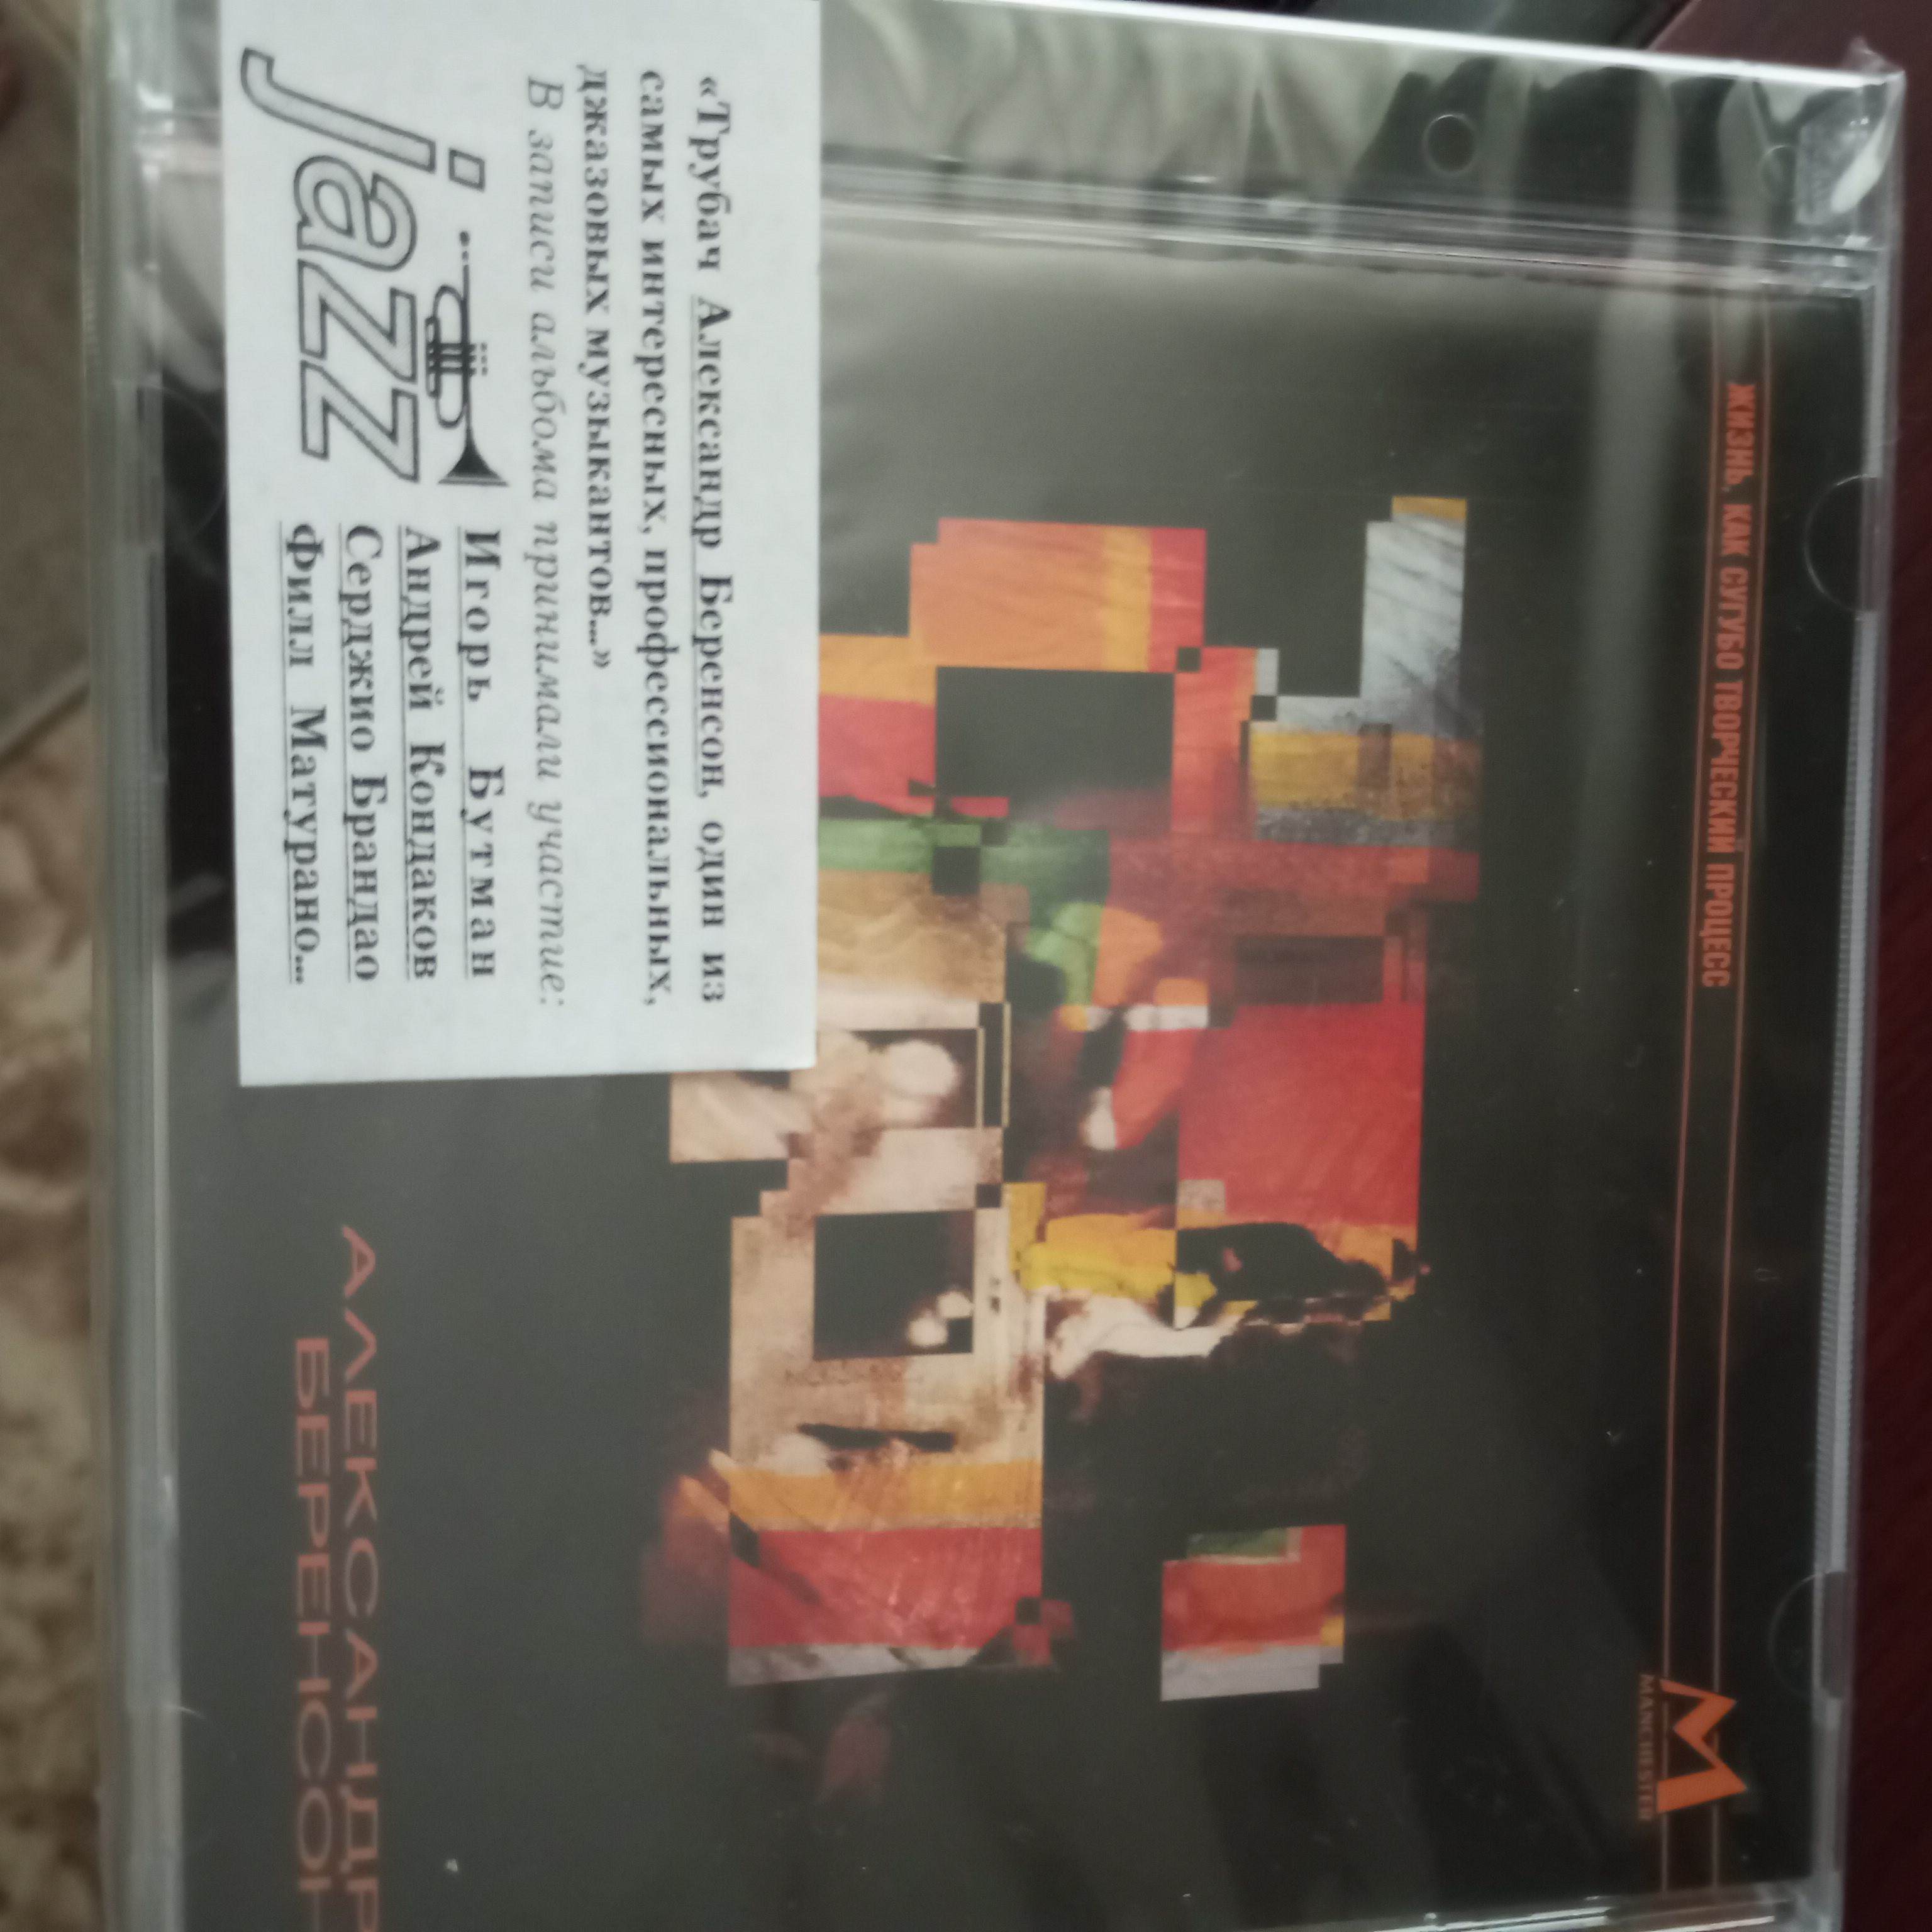 ЖИЗНЬ, КАК СУГУБО ТВОРЧЕСКИЙ ПРОЦЕСС
MANCHESTER
«Трубач Александр Беренсон, один из
самых интересных, профессиональных,
джазовых музыкантов...»
В записи альбома принимали участие:
jazz
Игорь Бутман
Андрей Кондаков
Серджио Брандао
Филл Матурано...
АЛЕКСАНДР
БЕРЕНСОН